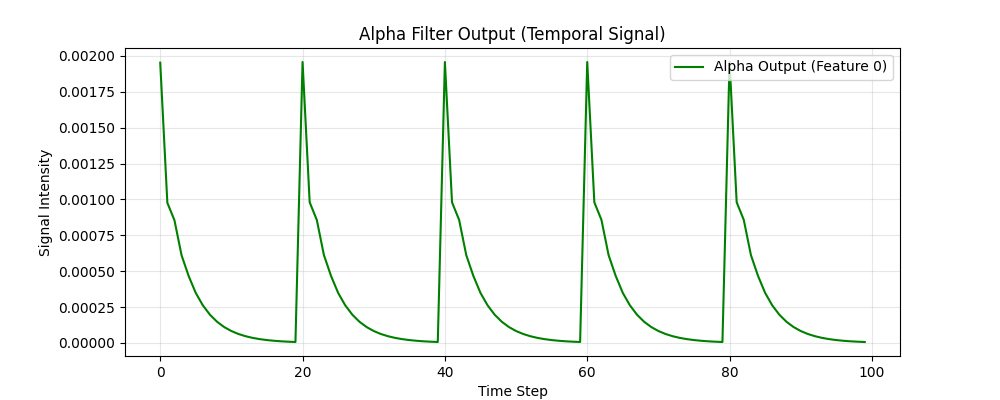 Alpha Filter Output (Temporal Signal)
Alpha Output (Feature 0)
Signal Intensity
0.00200
0.00175
0.00150
0.00125
0.00100
0.00075
0.00050
0.00025
0.00000
0 20 40 60 80 100
Time Step